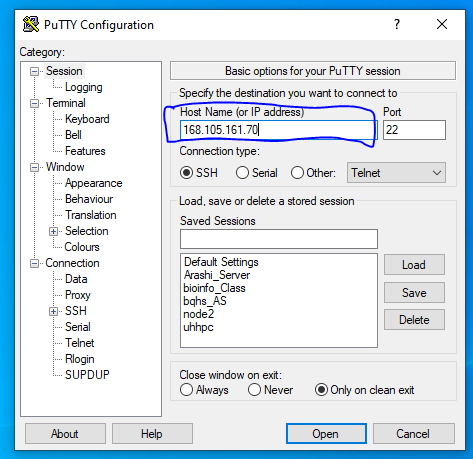 PuTTY Configuration
?
Category:
Session
Logging
Terminal
Keyboard
Bell
Features
Window
Appearance
Behaviour
Translation
Selection
Colours
Connection
Data
Proxy
SSH
Serial
Telnet
Rlogin
SUPDUP
Basic options for your PuTTY session
Specify the destination you want to connect to
Host Name (or IP address) Port
168.105.161.70 22
Connection type:
SSH Serial Other: Telnet
Load, save or delete a stored session
Saved Sessions
Default Settings
Arashi_Server
bioinfo_Class
bqhs_AS
node2
uhhpc
Load
Save
Delete
Close window on exit:
Always Never Only on clean exit
About Help Open Cancel